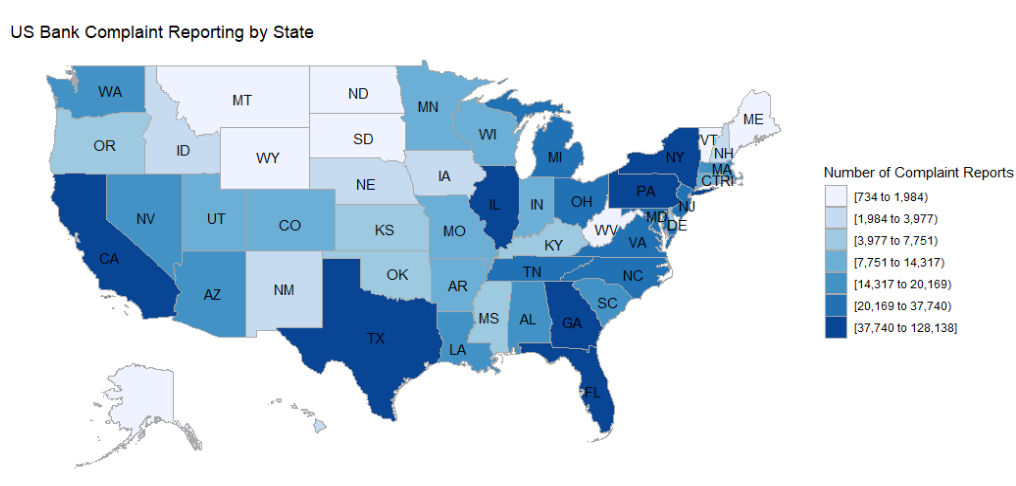 US Bank Complaint Reporting by State
WA
MT
ND
MN
ME
OR
ID
SD
WI
VT
NH
WY
MI
NY
MA
CT
RI
NE
IA
PA
NJ
NV
UT
CO
IL
IN
OH
MD
DE
KS
MO
WV
VA
KY
CA
OK
TN
NC
AZ
NM
AR
SC
MS
AL
GA
TX
LA
FL
Number of Complaint Reports
[734 to 1,984)
[1,984 to 3,977)
[3,977 to 7,751)
[7,751 to 14,317)
[14,317 to 20,169)
[20,169 to 37,740)
[37,740 to 128,138]